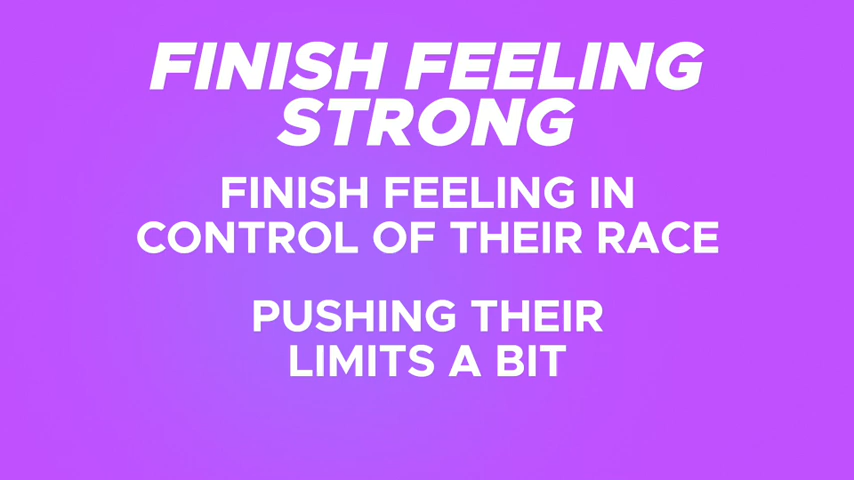 FINISH FEELING
STRONG
FINISH FEELING IN
CONTROL OF THEIR RACE
PUSHING THEIR
LIMITS A BIT